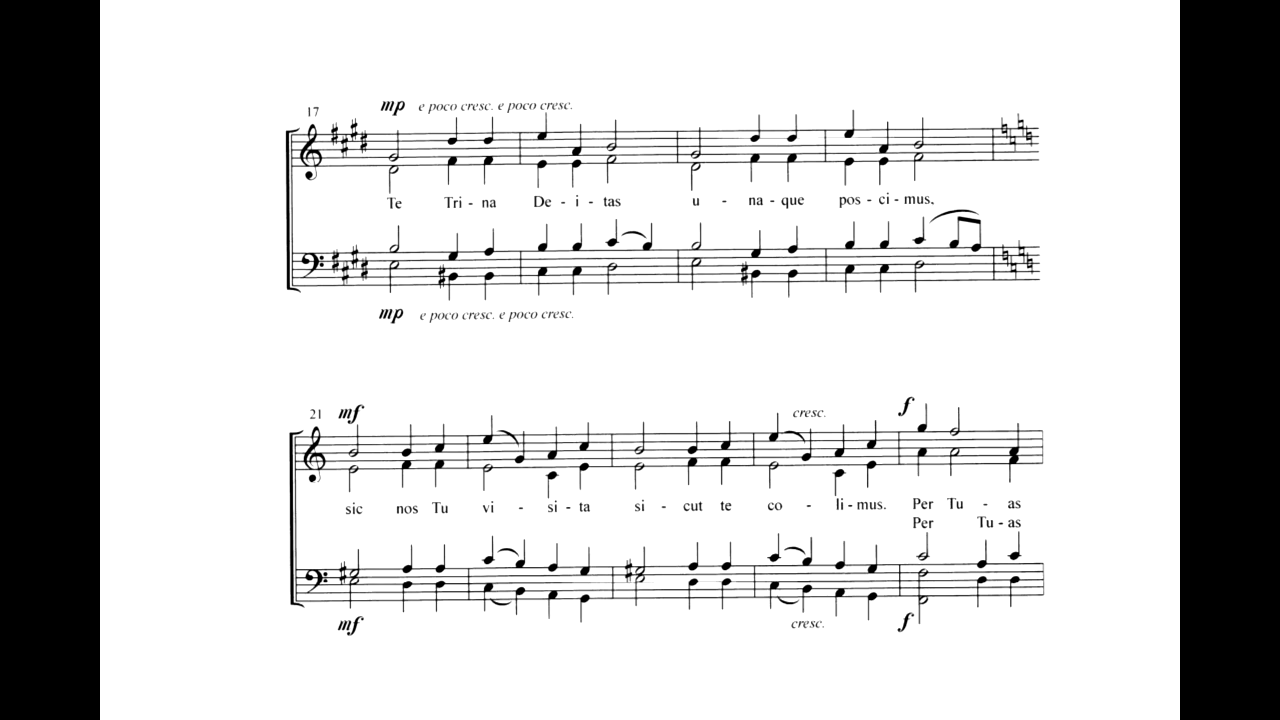 17
mp e poco cresc. e poco cresc.
Te Tri - na De - i - tas u - na - que pos - ci - mus,
mp e poco cresc. e poco cresc.
21 mf cresc. f
sic nos Tu vi - si - ta si - cut te co - li - mus. Per Tu - as
Per Tu - as
mf cresc. f